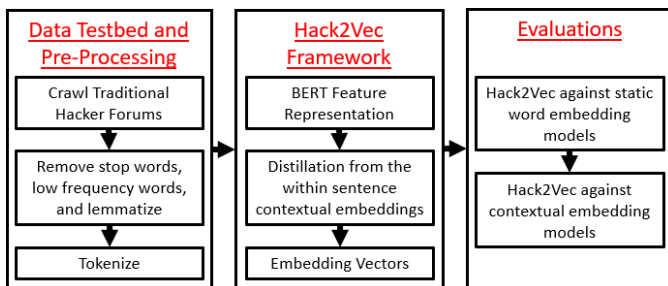 Data Testbed and
Pre-Processing
Crawl Traditional
Hacker Forums
Remove stop words,
low frequency words,
and lemmatize
Tokenize
Hack2Vec
Framework
BERT Feature
Representation
Distillation from the
within sentence
contextual embeddings
Embedding Vectors
Evaluations
Hack2Vec against static
word embedding
models
Hack2Vec against
contextual embedding
models